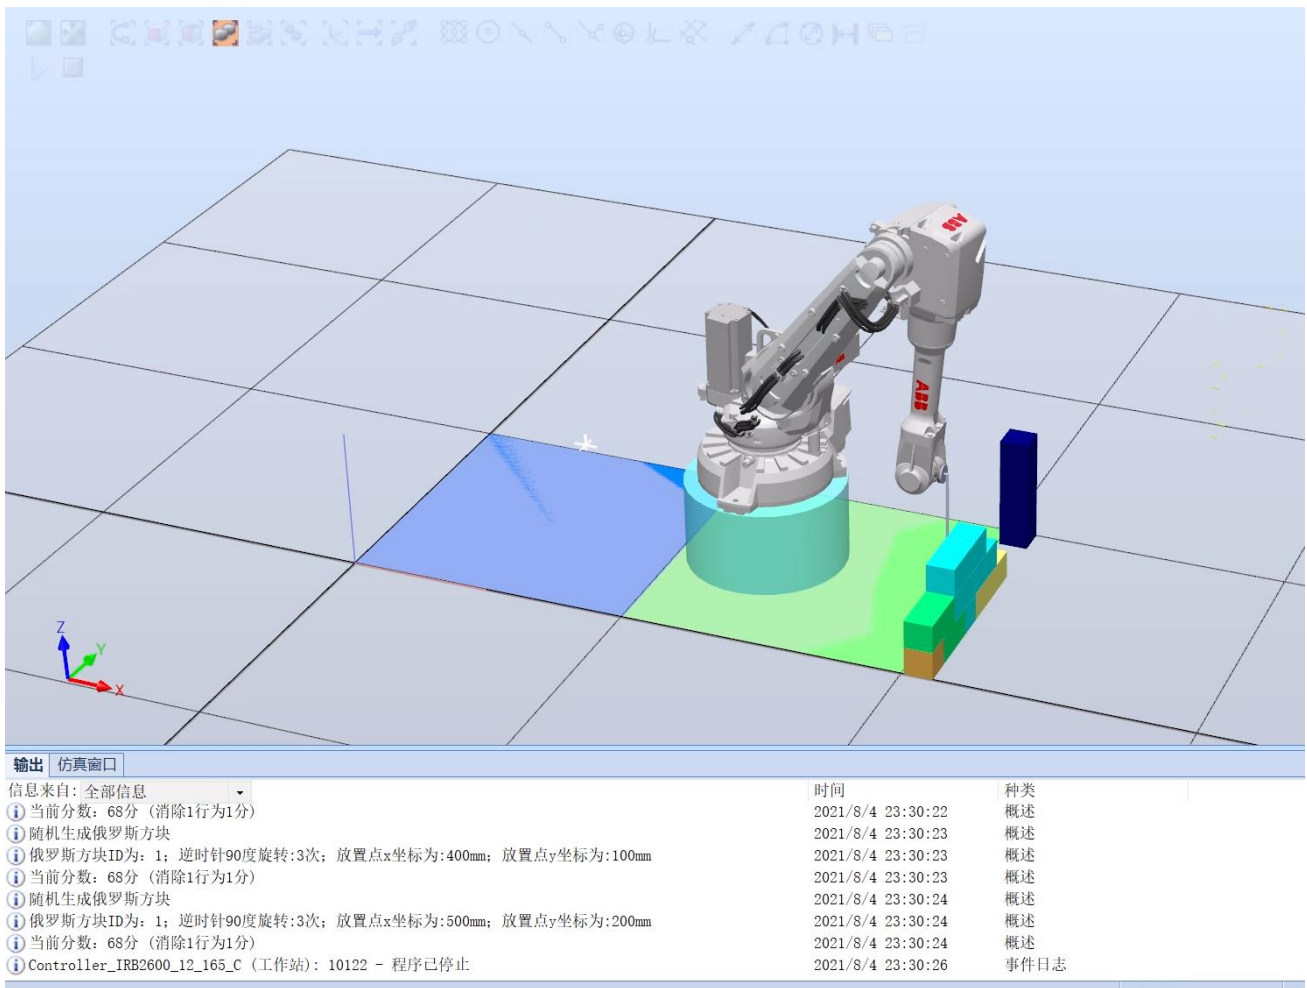 ABB
ABB
ABB
Z
Y
X
输出 仿真窗口
信息来自: 全部信息 时间 种类
当前分数: 68分 (消除1行为1分) 2021/8/4 23:30:22 概述
随机生成俄罗斯方块 2021/8/4 23:30:23 概述
俄罗斯方块ID为: 1; 逆时针90度旋转:3次; 放置点x坐标为:400mm; 放置点y坐标为:100mm 2021/8/4 23:30:23 概述
当前分数: 68分 (消除1行为1分) 2021/8/4 23:30:23 概述
随机生成俄罗斯方块 2021/8/4 23:30:24 概述
俄罗斯方块ID为: 1; 逆时针90度旋转:3次; 放置点x坐标为:500mm; 放置点y坐标为:200mm 2021/8/4 23:30:24 概述
当前分数: 68分 (消除1行为1分) 2021/8/4 23:30:24 概述
Controller_IRB2600_12_165_C (工作站): 10122 - 程序已停止 2021/8/4 23:30:26 事件日志